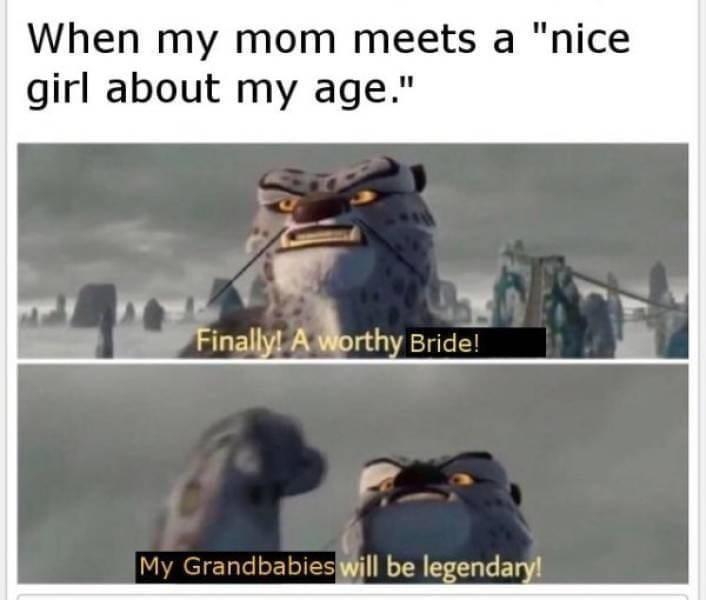 When my mom meets a "nice
girl about my age."
Finally! A worthy Bride!
My Grandbabies will be legendary!